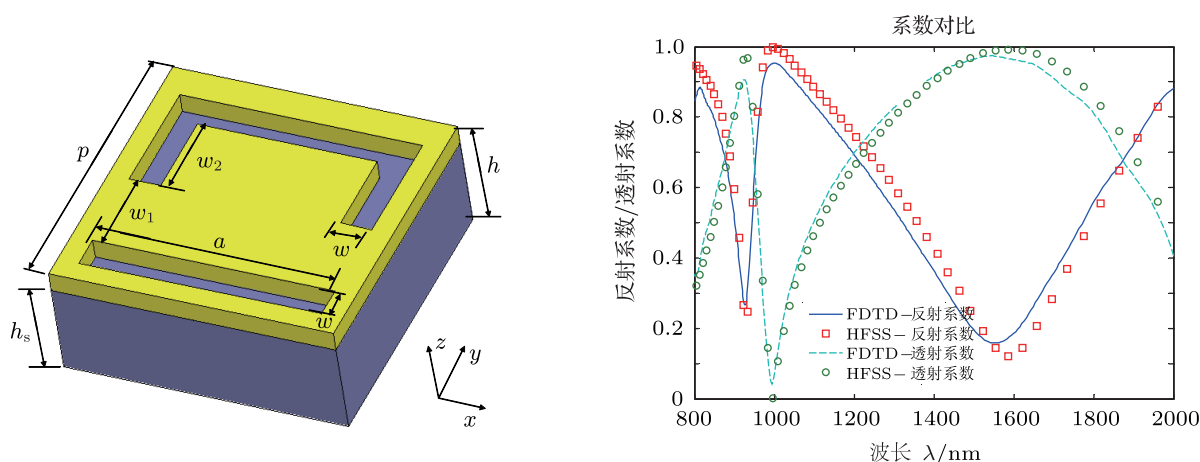 p
w₂
h
w₁
a
w
w
hₛ
z
y
x
系数对比
反射系数/透射系数
1.0
0.8
0.6
0.4
0.2
0
FDTD-反射系数
HFSS-反射系数
FDTD-透射系数
HFSS-透射系数
800 1000 1200 1400 1600 1800 2000
波长 λ/nm